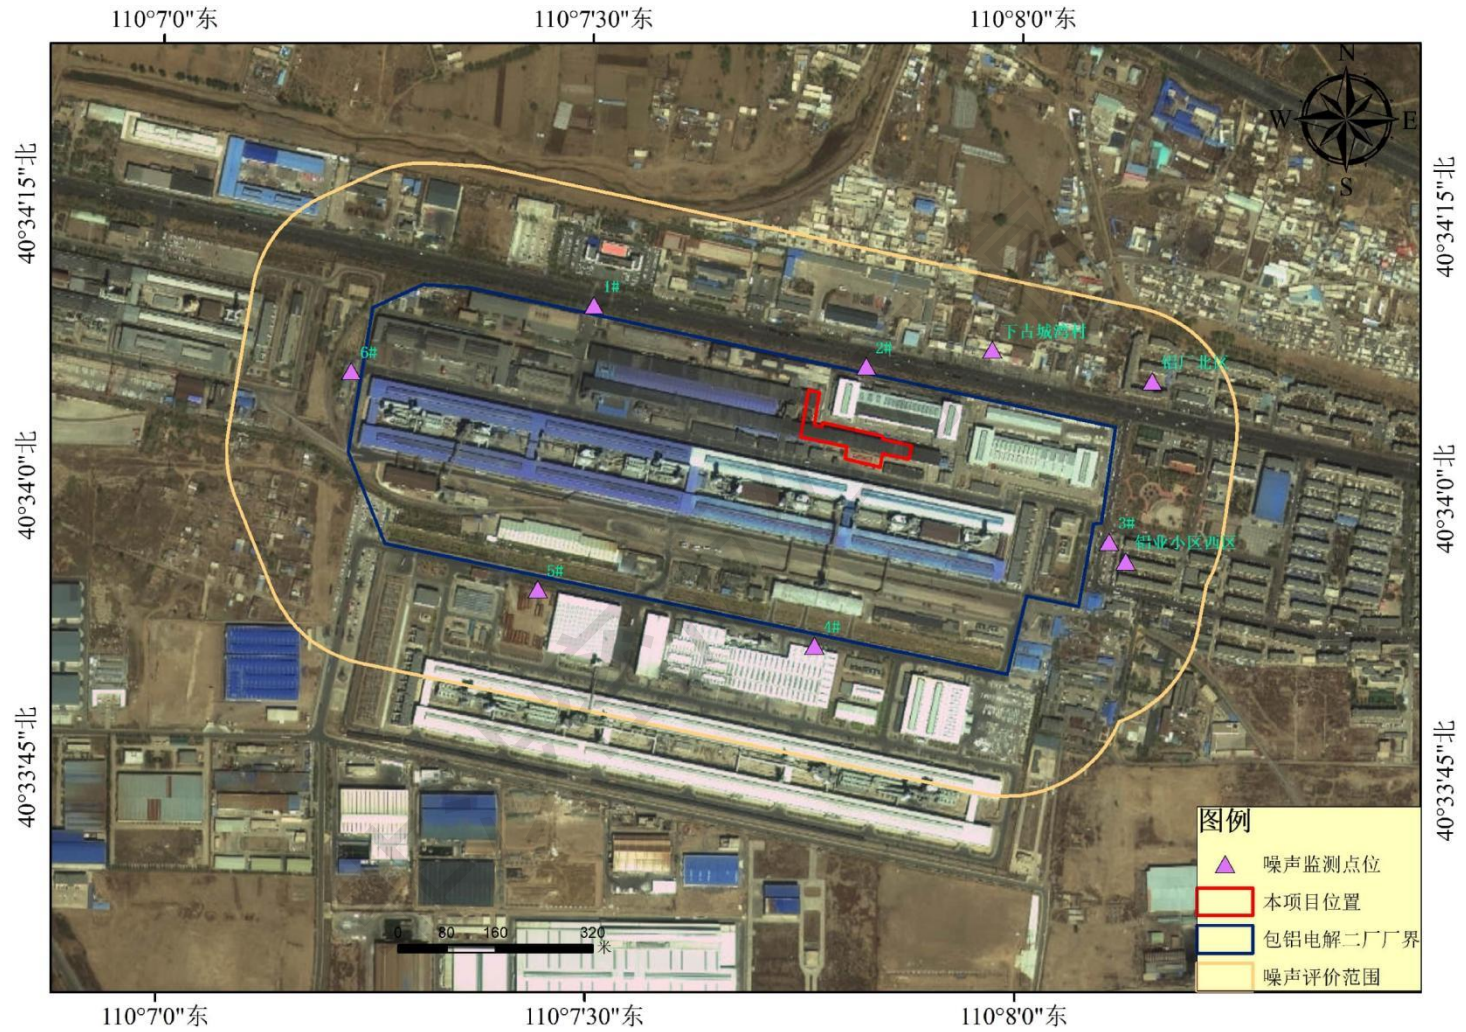 110°7'0"东
110°7'30"东
110°8'0"东
N
W
E
S
40°34'15"北
40°34'15"北
1#
下古城湾村
2#
铝厂北区
6#
40°34'0"北
40°34'0"北
3#
铝业小区西区
5#
4#
40°33'45"北
40°33'45"北
图例
噪声监测点位
本项目位置
包铝电解二厂厂界
噪声评价范围
0 80 160 320
米
110°7'0"东
110°7'30"东
110°8'0"东